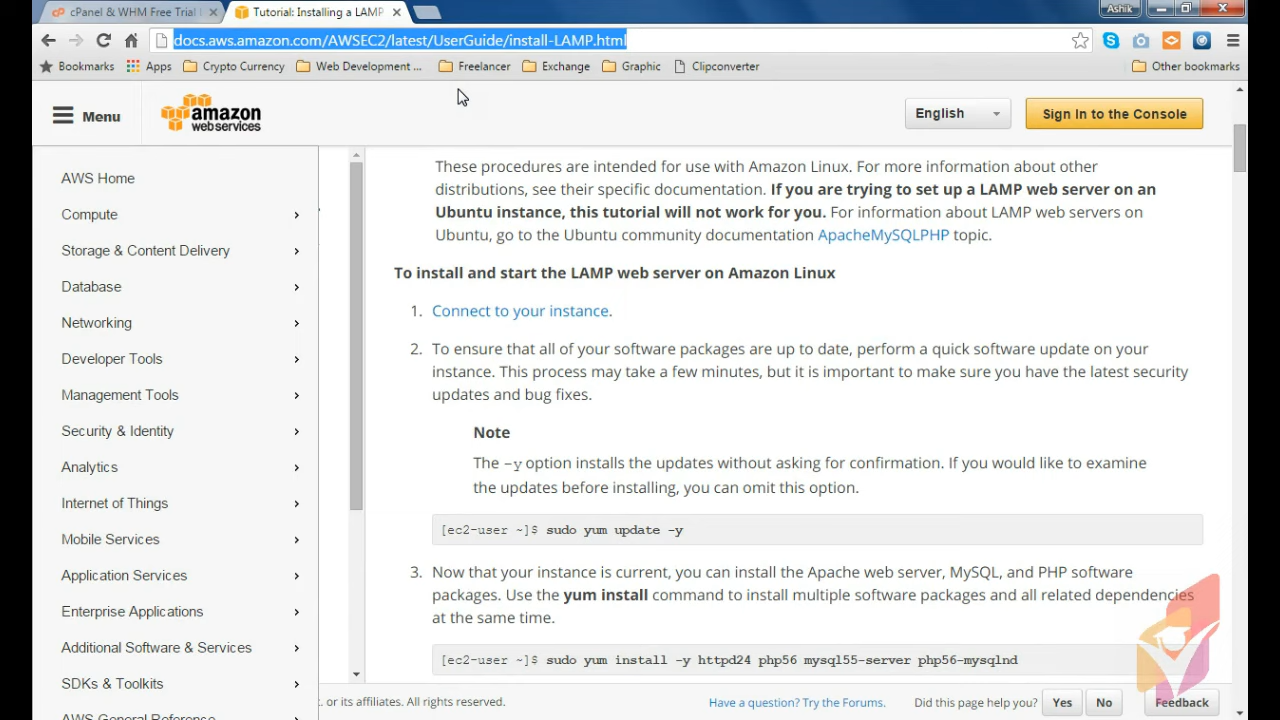 cPanel & WHM Free Trial
Tutorial: Installing a LAMP
Ashik
docs.aws.amazon.com/AWSEC2/latest/UserGuide/install-LAMP.html
Bookmarks
Apps
Crypto Currency
Web Development ...
Freelancer
Exchange
Graphic
Clipconverter
Other bookmarks
Menu
amazon
web services
English
Sign In to the Console
AWS Home
Compute
Storage & Content Delivery
Database
Networking
Developer Tools
Management Tools
Security & Identity
Analytics
Internet of Things
Mobile Services
Application Services
Enterprise Applications
Additional Software & Services
SDKs & Toolkits
AWS General Reference
These procedures are intended for use with Amazon Linux. For more information about other
distributions, see their specific documentation. If you are trying to set up a LAMP web server on an
Ubuntu instance, this tutorial will not work for you. For information about LAMP web servers on
Ubuntu, go to the Ubuntu community documentation ApacheMySQLPHP topic.
To install and start the LAMP web server on Amazon Linux
1. Connect to your instance.
2. To ensure that all of your software packages are up to date, perform a quick software update on your
instance. This process may take a few minutes, but it is important to make sure you have the latest security
updates and bug fixes.
Note
The -y option installs the updates without asking for confirmation. If you would like to examine
the updates before installing, you can omit this option.
[ec2-user ~]$ sudo yum update -y
3. Now that your instance is current, you can install the Apache web server, MySQL, and PHP software
packages. Use the yum install command to install multiple software packages and all related dependencies
at the same time.
[ec2-user ~]$ sudo yum install -y httpd24 php56 mysql55-server php56-mysqlnd
. or its affiliates. All rights reserved.
Have a question? Try the Forums.
Did this page help you?
Yes
No
Feedback